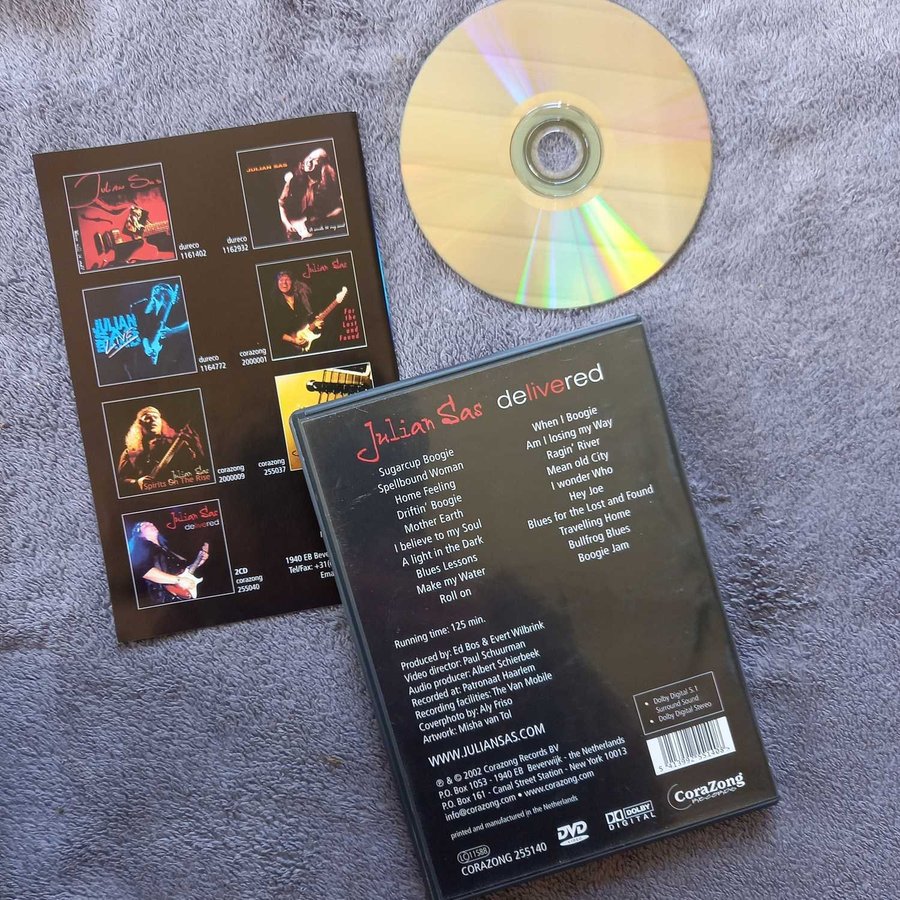 Julian Sas
dureco
1161402
JULIAN SAS
dureco
1162932
JULIAN
SAS
BAND
LIVE
dureco
1164772
Julian Sas
For
the
Lost
and
Found
corazong
2000001
Julian Sas
Spirits On The Rise
corazong
2000009
corazong
255037
Julian Sas
delivered
2CD
corazong
255040
1940 EB Beverw
Tel/Fax: +31(
Ema
Julian Sas delivered
Sugarcup Boogie
Spellbound Woman
Home Feeling
Driftin' Boogie
Mother Earth
I believe to my Soul
A light in the Dark
Blues Lessons
Make my Water
Roll on
When I Boogie
Am I losing my Way
Ragin' River
Mean old City
I wonder Who
Hey Joe
Blues for the Lost and Found
Travelling Home
Bullfrog Blues
Boogie Jam
Running time: 125 min.
Produced by: Ed Bos & Evert Wilbrink
Video director: Paul Schuurman
Audio producer: Albert Schierbeek
Recorded at: Patronaat Haarlem
Recording facilities: The Van Mobile
Coverphoto by: Aly Friso
Artwork: Misha van Tol
WWW.JULIANSAS.COM
℗ & © 2002 Corazong Records BV
P.O. Box 1053 - 1940 EB Beverwijk - the Netherlands
P.O. Box 161 - Canal Street Station - New York 10013
info@corazong.com • www.corazong.com
printed and manufactured in the Netherlands
• Dolby Digital 5.1
Surround Sound
• Dolby Digital Stereo
CoraZong
RECORDS
DVD
VIDEO
DOLBY
DIGITAL
LC 11588
CORAZONG 255140